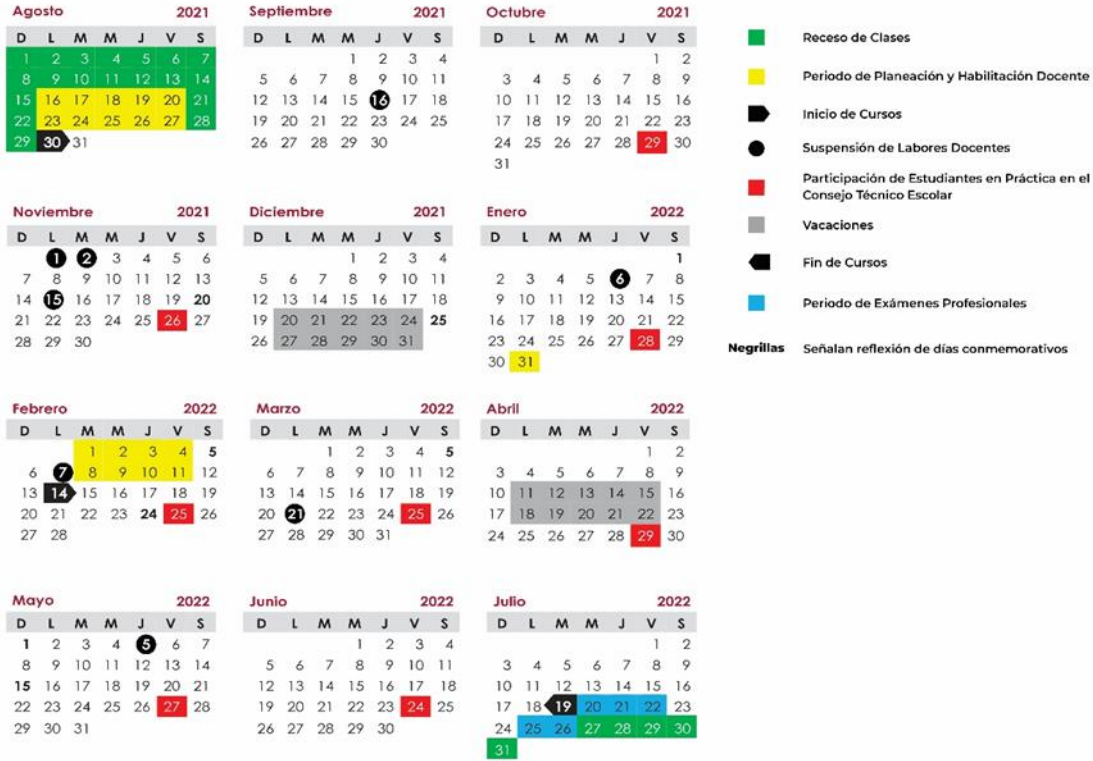 Agosto 2021
D L M M J V S
1 2 3 4 5 6 7
8 9 10 11 12 13 14
15 16 17 18 19 20 21
22 23 24 25 26 27 28
29 30 31
Septiembre 2021
D L M M J V S
1 2 3 4
5 6 7 8 9 10 11
12 13 14 15 16 17 18
19 20 21 22 23 24 25
26 27 28 29 30
Octubre 2021
D L M M J V S
1 2
3 4 5 6 7 8 9
10 11 12 13 14 15 16
17 18 19 20 21 22 23
24 25 26 27 28 29 30
31
Receso de Clases
Periodo de Planeación y Habilitación Docente
Inicio de Cursos
Suspensión de Labores Docentes
Participación de Estudiantes en Práctica en el
Consejo Técnico Escolar
Vacaciones
Fin de Cursos
Periodo de Exámenes Profesionales
Negrillas Señalan reflexión de días conmemorativos
Noviembre 2021
D L M M J V S
1 2 3 4 5 6
7 8 9 10 11 12 13
14 15 16 17 18 19 20
21 22 23 24 25 26 27
28 29 30
Diciembre 2021
D L M M J V S
1 2 3 4
5 6 7 8 9 10 11
12 13 14 15 16 17 18
19 20 21 22 23 24 25
26 27 28 29 30 31
Enero 2022
D L M M J V S
1
2 3 4 5 6 7 8
9 10 11 12 13 14 15
16 17 18 19 20 21 22
23 24 25 26 27 28 29
30 31
Febrero 2022
D L M M J V S
1 2 3 4 5
6 7 8 9 10 11 12
13 14 15 16 17 18 19
20 21 22 23 24 25 26
27 28
Marzo 2022
D L M M J V S
1 2 3 4 5
6 7 8 9 10 11 12
13 14 15 16 17 18 19
20 21 22 23 24 25 26
27 28 29 30 31
Abril 2022
D L M M J V S
1 2
3 4 5 6 7 8 9
10 11 12 13 14 15 16
17 18 19 20 21 22 23
24 25 26 27 28 29 30
Mayo 2022
D L M M J V S
1 2 3 4 5 6 7
8 9 10 11 12 13 14
15 16 17 18 19 20 21
22 23 24 25 26 27 28
29 30 31
Junio 2022
D L M M J V S
1 2 3 4
5 6 7 8 9 10 11
12 13 14 15 16 17 18
19 20 21 22 23 24 25
26 27 28 29 30
Julio 2022
D L M M J V S
1 2
3 4 5 6 7 8 9
10 11 12 13 14 15 16
17 18 19 20 21 22 23
24 25 26 27 28 29 30
31